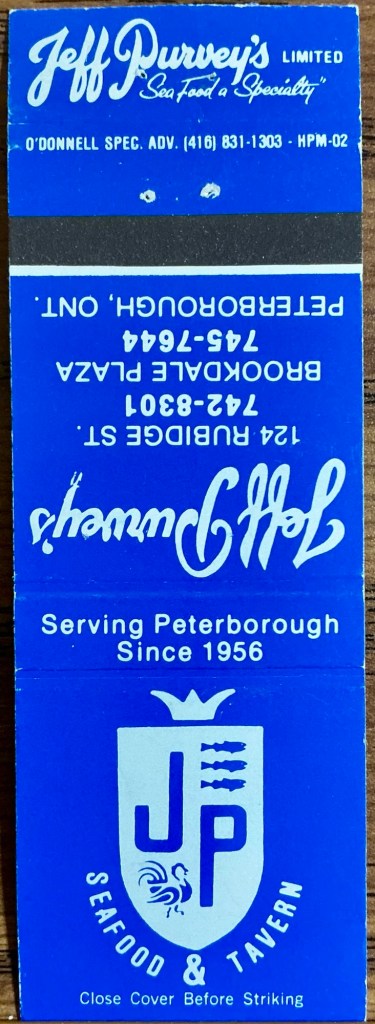 Jeff Purvey's LIMITED
"Sea Food a Specialty"
O'DONNELL SPEC. ADV. (416) 831-1303 - HPM-02
Jeff Purvey's
124 RUBIDGE ST.
742-8301
BROOKDALE PLAZA
745-7644
PETERBOROUGH, ONT.
Serving Peterborough
Since 1956
JP
SEAFOOD & TAVERN
Close Cover Before Striking